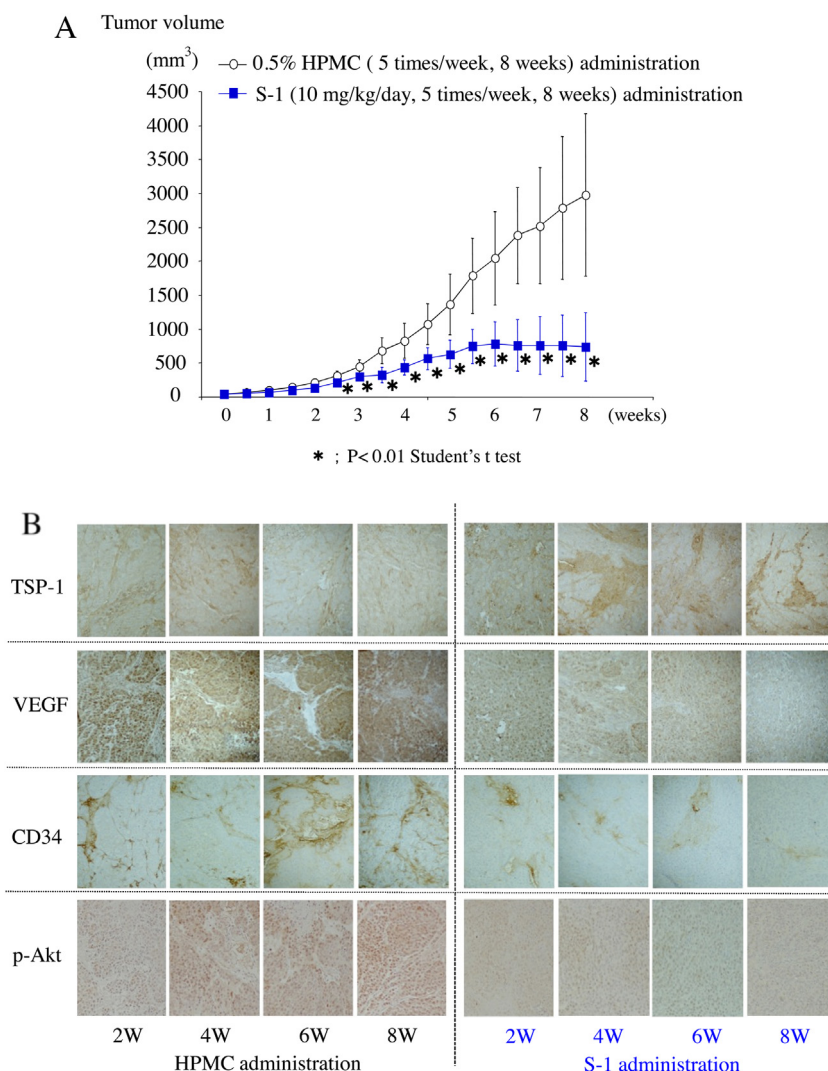 A
Tumor volume
(mm³)
0.5% HPMC ( 5 times/week, 8 weeks) administration
S-1 (10 mg/kg/day, 5 times/week, 8 weeks) administration
4500
4000
3500
3000
2500
2000
1500
1000
500
0
* * * * * * * * * * * *
0 1 2 3 4 5 6 7 8 (weeks)
* ; P< 0.01 Student's t test
B
TSP-1
VEGF
CD34
p-Akt
2W 4W 6W 8W 2W 4W 6W 8W
HPMC administration S-1 administration